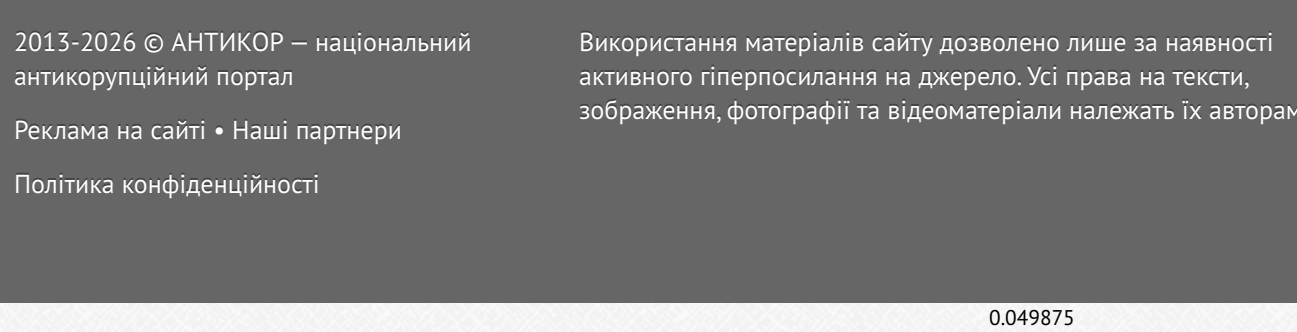 2013-2026 © АНТИКОР — національний
антикорупційний портал
Реклама на сайті • Наші партнери
Політика конфіденційності
Використання матеріалів сайту дозволено лише за наявності
активного гіперпосилання на джерело. Усі права на тексти,
зображення, фотографії та відеоматеріали належать їх авторам
0.049875